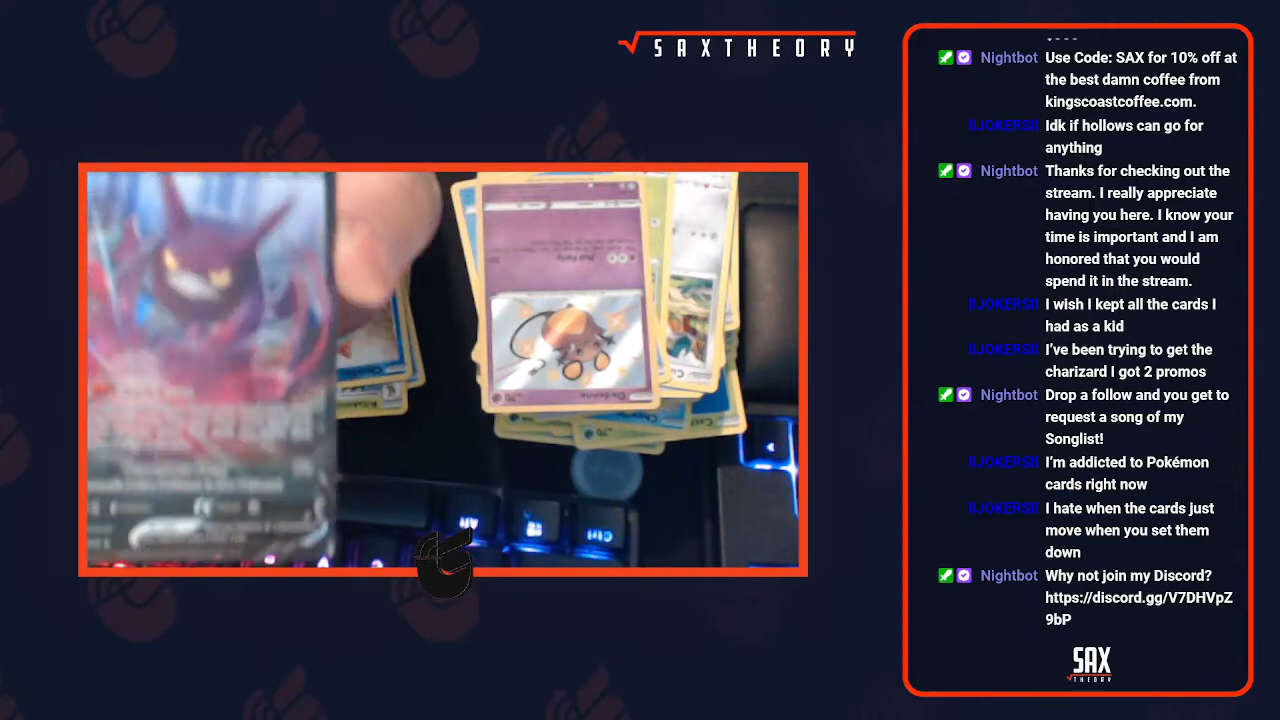 SAXTHEORY
Nightbot Use Code: SAX for 10% off at
the best damn coffee from
kingscoastcoffee.com.
IIJOKERSII Idk if hollows can go for
anything
Nightbot Thanks for checking out the
stream. I really appreciate
having you here. I know your
time is important and I am
honored that you would
spend it in the stream.
IIJOKERSII I wish I kept all the cards I
had as a kid
IIJOKERSII I've been trying to get the
charizard I got 2 promos
Nightbot Drop a follow and you get to
request a song of my
Songlist!
IIJOKERSII I'm addicted to Pokémon
cards right now
IIJOKERSII I hate when the cards just
move when you set them
down
Nightbot Why not join my Discord?
https://discord.gg/V7DHVpZ
9bP
SAX
THEORY
Dedenne
70
70
Alt
Ctrl